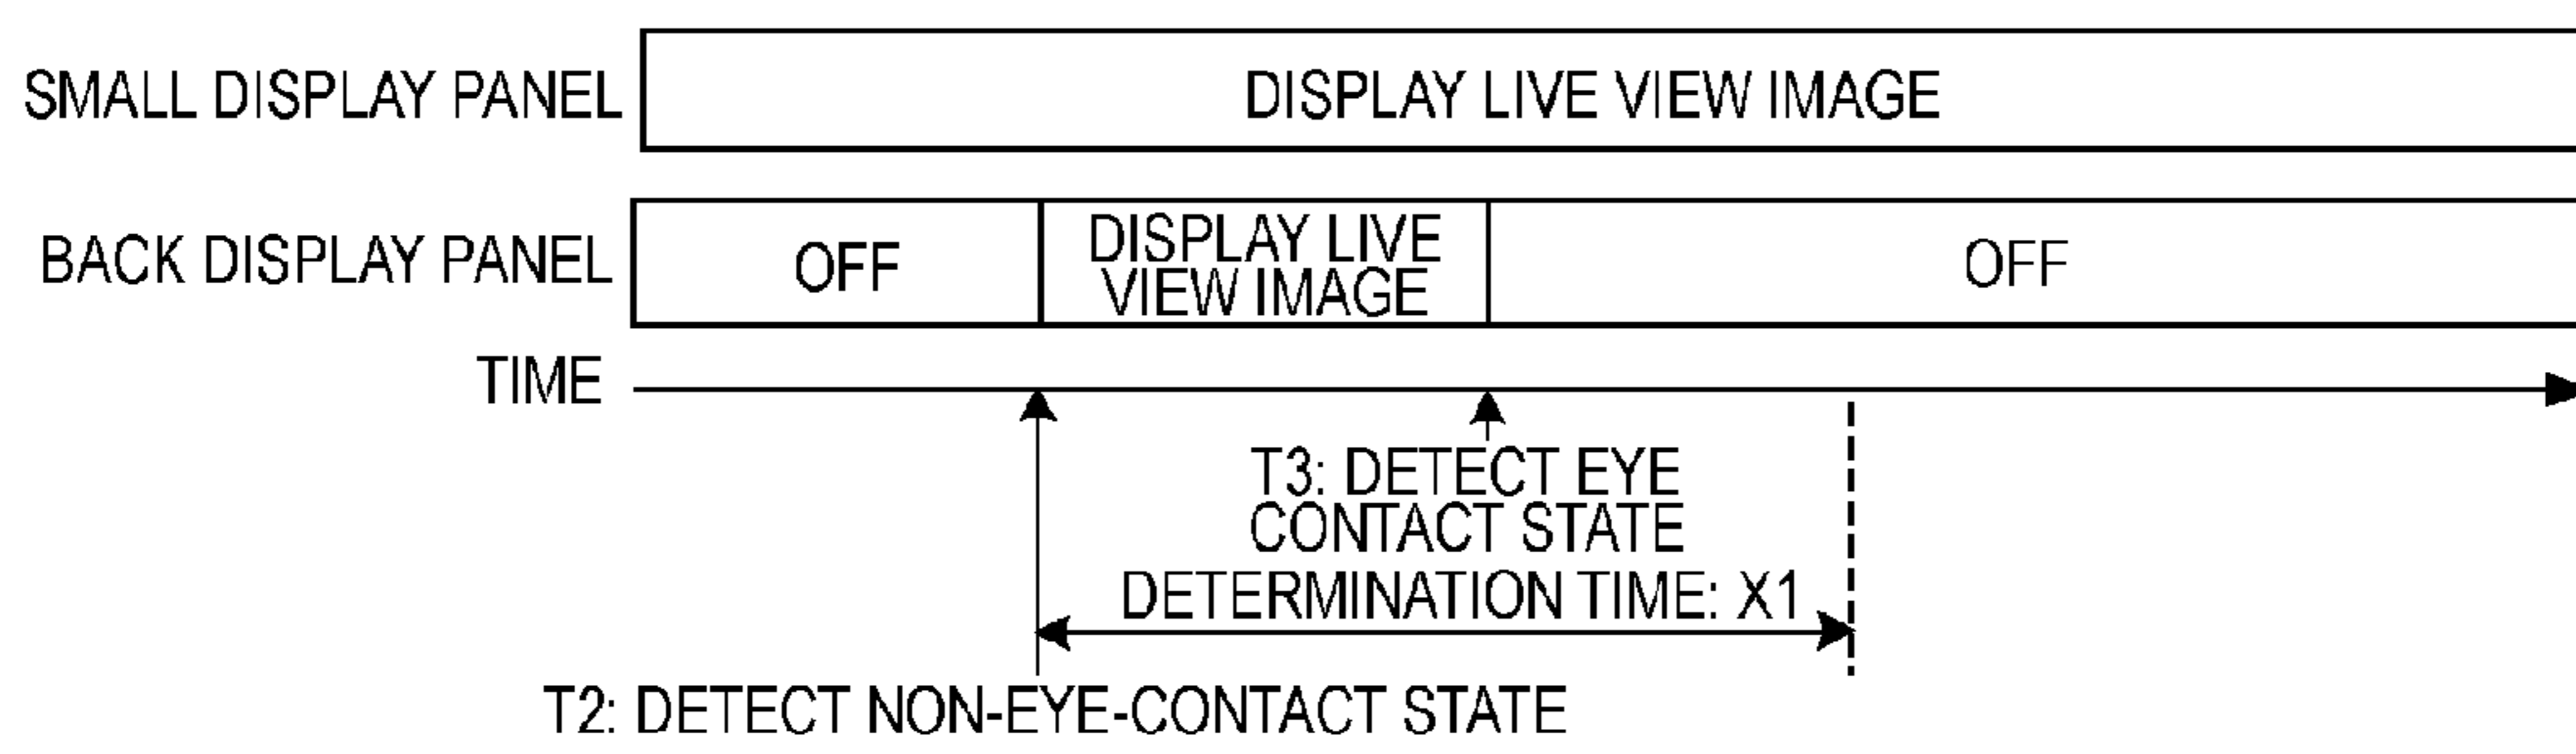 SMALL DISPLAY PANEL
DISPLAY LIVE VIEW IMAGE
BACK DISPLAY PANEL
OFF
DISPLAY LIVE
VIEW IMAGE
OFF
TIME
T3: DETECT EYE
CONTACT STATE
DETERMINATION TIME: X1
T2: DETECT NON-EYE-CONTACT STATE